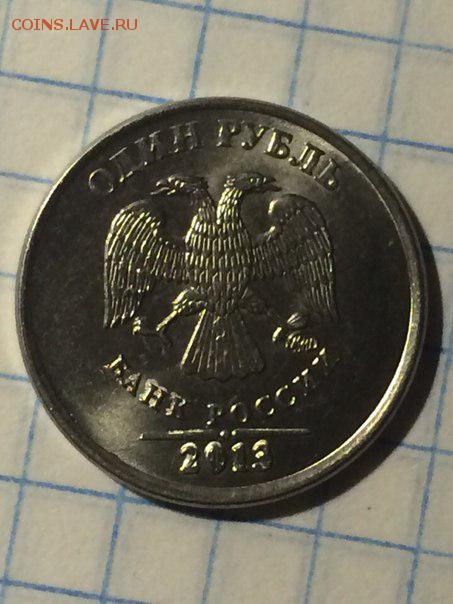 COINS.LAVE.RU
ОДИН РУБЛЬ
БАНК РОССИИ
2013